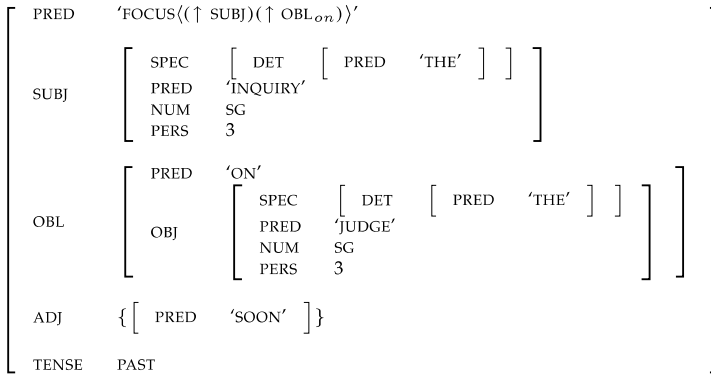 PRED ‘FOCUS⟨(↑ SUBJ)(↑ OBLon)⟩’
SPEC [ DET [ PRED ‘THE’ ] ]
SUBJ PRED ‘INQUIRY’
NUM SG
PERS 3
PRED ‘ON’
SPEC [ DET [ PRED ‘THE’ ] ]
OBL OBJ PRED ‘JUDGE’
NUM SG
PERS 3
ADJ { [ PRED ‘SOON’ ] }
TENSE PAST